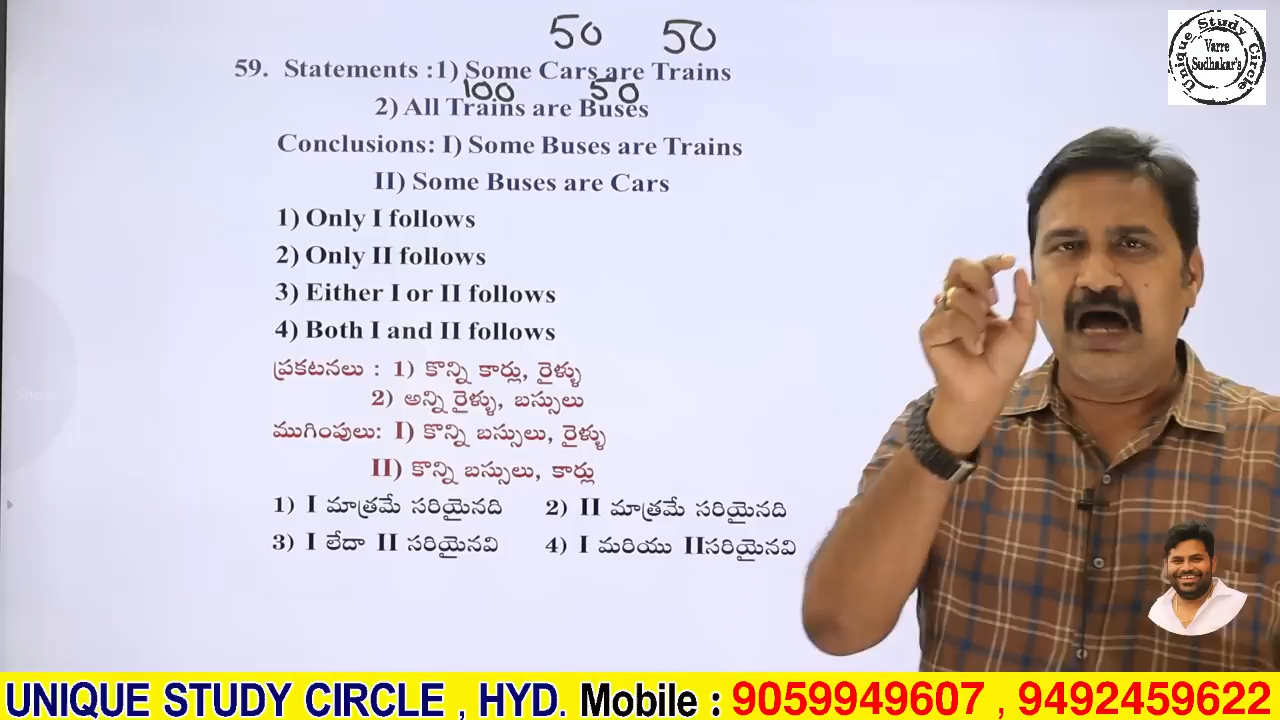 50 50
59. Statements :1) Some Cars are Trains
100 50
2) All Trains are Buses
Conclusions: I) Some Buses are Trains
II) Some Buses are Cars
1) Only I follows
2) Only II follows
3) Either I or II follows
4) Both I and II follows
ప్రకటనలు : 1) కొన్ని కార్లు, రైళ్ళు
2) అన్ని రైళ్ళు, బస్సులు
ముగింపులు: I) కొన్ని బస్సులు, రైళ్ళు
II) కొన్ని బస్సులు, కార్లు
1) I మాత్రమే సరియైనది 2) II మాత్రమే సరియైనది
3) I లేదా II సరియైనవి 4) I మరియు IIసరియైనవి
Show
Unique Study Circle
Varre
Sudhakar's
UNIQUE STUDY CIRCLE , HYD. Mobile : 9059949607 , 9492459622